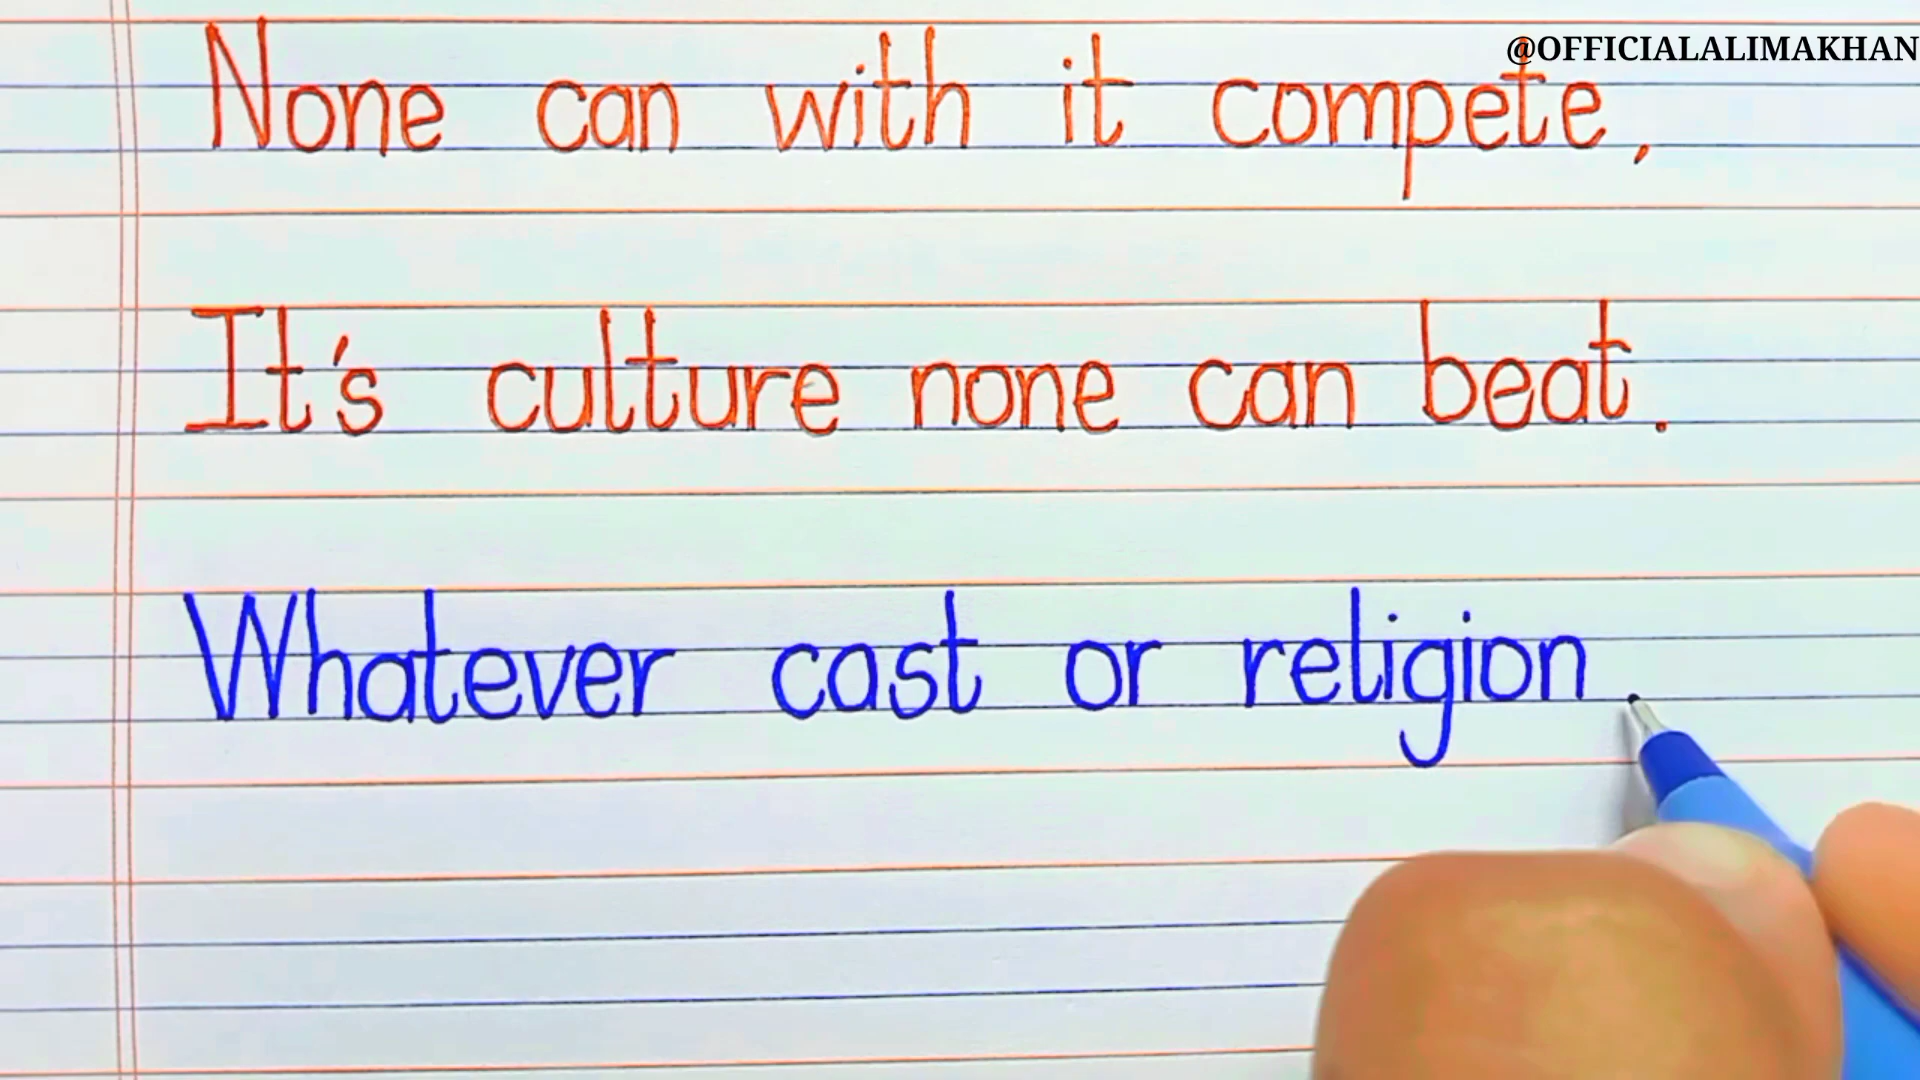 @OFFICIALALIMAKHAN
None can with it compete,
It's culture none can beat.
Whatever cast or religion.